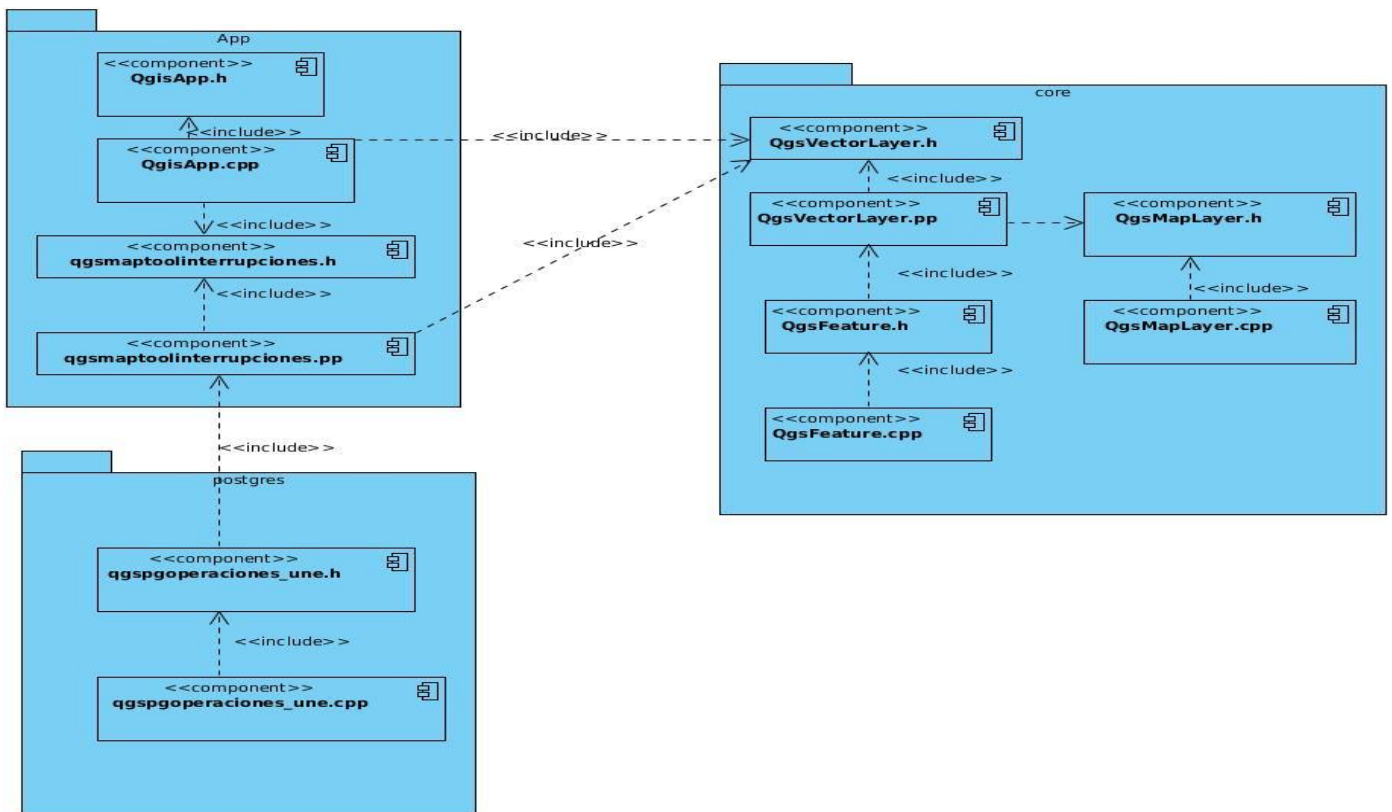 App
<<component>>
QgisApp.h
<<include>>
<<component>>
QgisApp.cpp
<<include>>
<<component>>
qgsmaptoolinterrupciones.h
<<include>>
<<component>>
qgsmaptoolinterrupciones.pp
<<include>>
<<include>>
<<include>>
postgres
<<component>>
qgspgoperaciones_une.h
<<include>>
<<component>>
qgspgoperaciones_une.cpp
core
<<component>>
QgsVectorLayer.h
<<include>>
<<component>>
QgsVectorLayer.pp
<<component>>
QgsMapLayer.h
<<include>>
<<include>>
<<component>>
QgsFeature.h
<<component>>
QgsMapLayer.cpp
<<include>>
<<component>>
QgsFeature.cpp